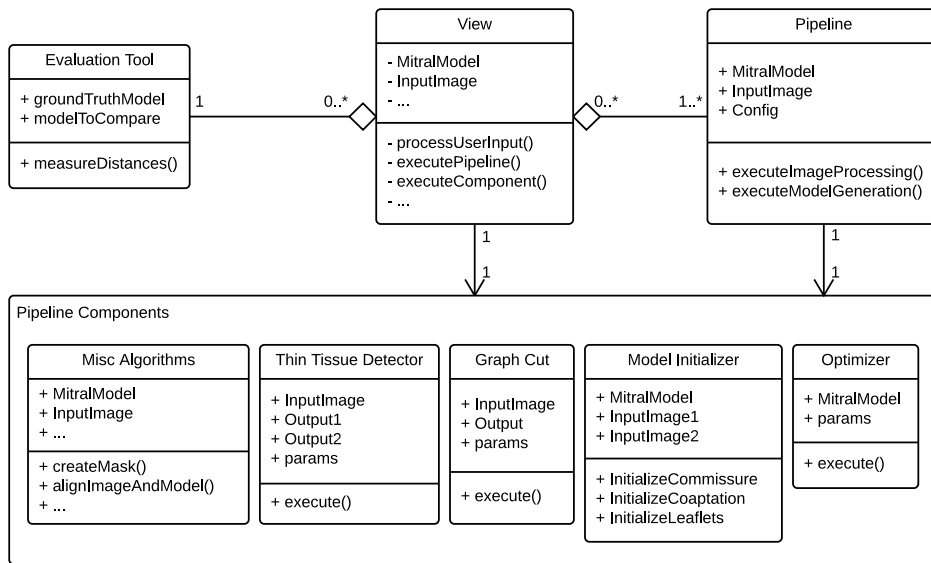 Evaluation Tool
+ groundTruthModel
+ modelToCompare
+ measureDistances()
1
0..*
View
- MitralModel
- InputImage
- ...
- processUserInput()
- executePipeline()
- executeComponent()
- ...
0..*
1..*
Pipeline
+ MitralModel
+ InputImage
+ Config
+ executeImageProcessing()
+ executeModelGeneration()
1
1
1
1
Pipeline Components
Misc Algorithms
+ MitralModel
+ InputImage
+ ...
+ createMask()
+ alignImageAndModel()
+ ...
Thin Tissue Detector
+ InputImage
+ Output1
+ Output2
+ params
+ execute()
Graph Cut
+ InputImage
+ Output
+ params
+ execute()
Model Initializer
+ MitralModel
+ InputImage1
+ InputImage2
+ InitializeCommissure
+ InitializeCoaptation
+ InitializeLeaflets
Optimizer
+ MitralModel
+ params
+ execute()